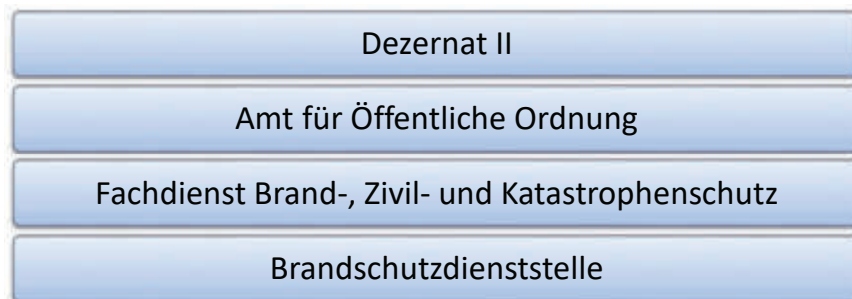 Dezernat II
Amt für Öffentliche Ordnung
Fachdienst Brand-, Zivil- und Katastrophenschutz
Brandschutzdienststelle